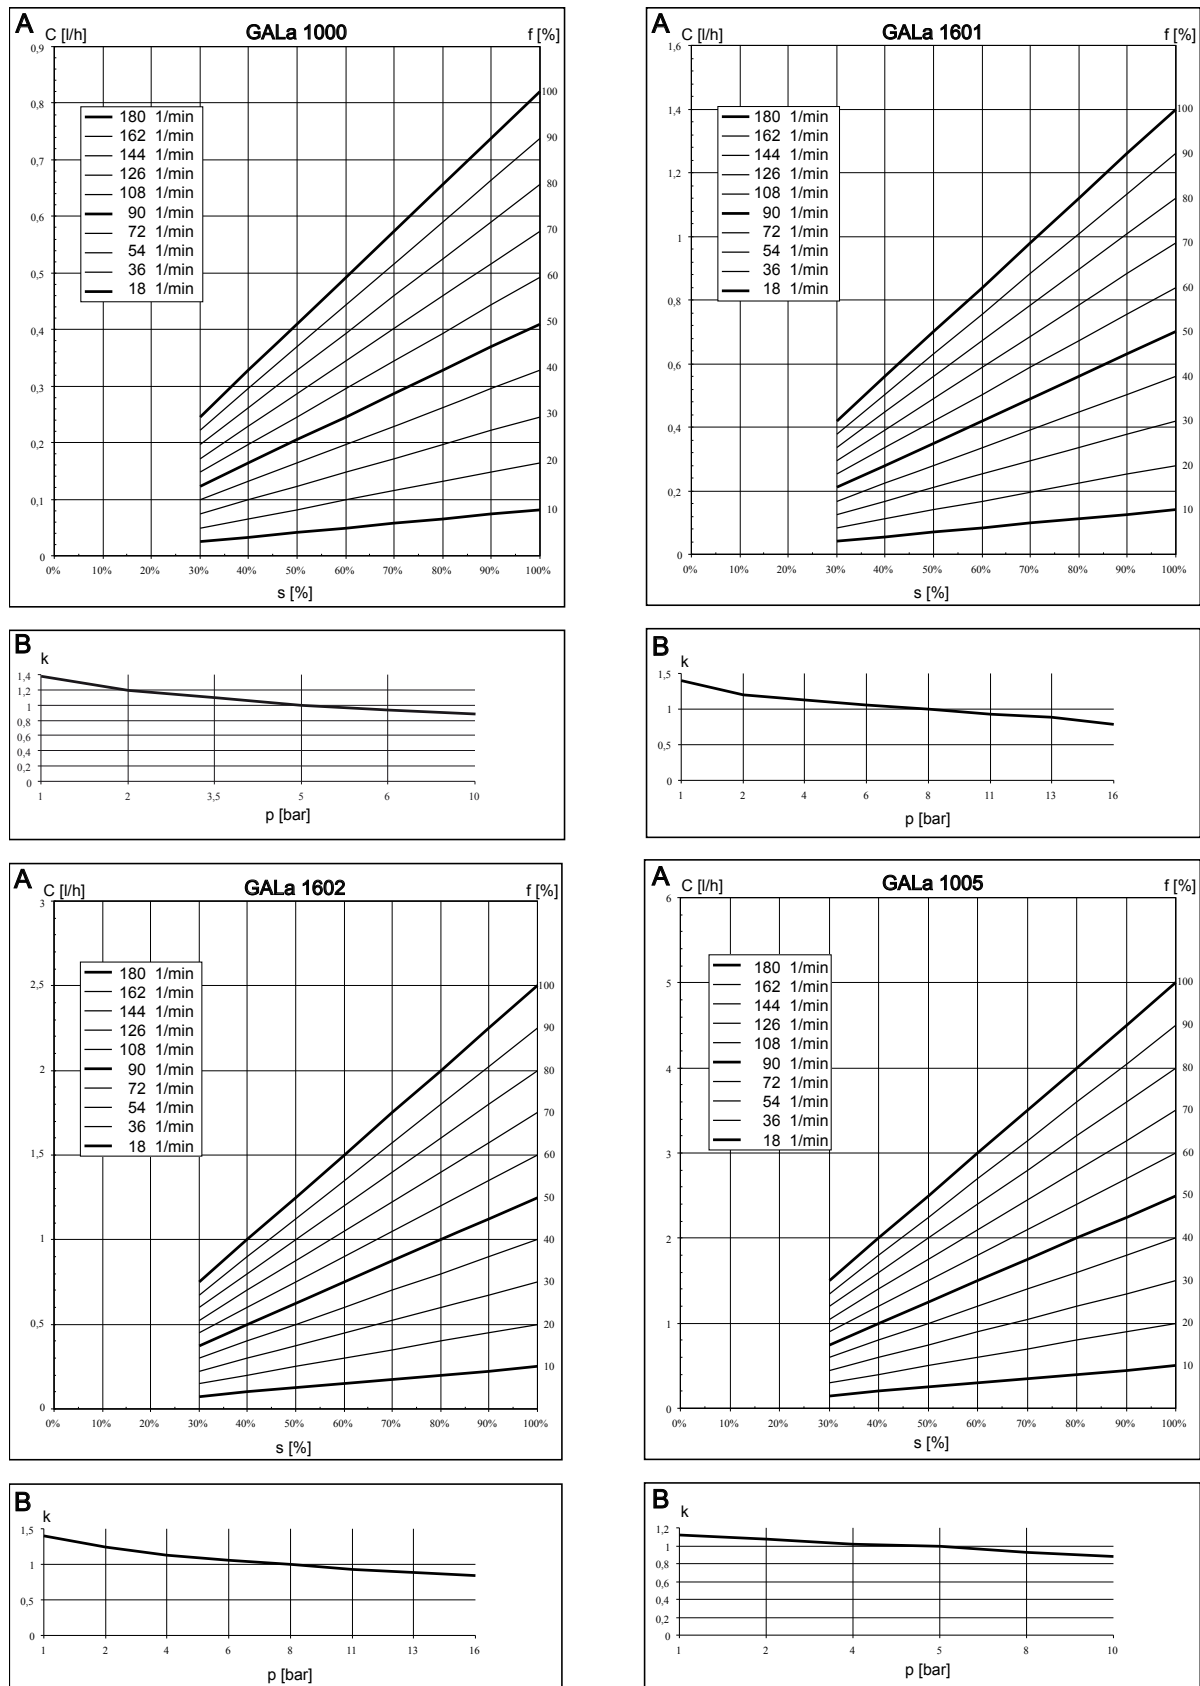 A
C [l/h] GALa 1000 f [%]
0,9
0,8
0,7
0,6
0,5
0,4
0,3
0,2
0,1
0
180 1/min
162 1/min
144 1/min
126 1/min
108 1/min
90 1/min
72 1/min
54 1/min
36 1/min
18 1/min
100
90
80
70
60
50
40
30
20
10
0% 10% 20% 30% 40% 50% 60% 70% 80% 90% 100%
s [%]
B
k
1,4
1,2
1
0,8
0,6
0,4
0,2
0
1 2 3,5 5 6 10
p [bar]
A
C [l/h] GALa 1601 f [%]
1,6
1,4
1,2
1
0,8
0,6
0,4
0,2
0
180 1/min
162 1/min
144 1/min
126 1/min
108 1/min
90 1/min
72 1/min
54 1/min
36 1/min
18 1/min
100
90
80
70
60
50
40
30
20
10
0% 10% 20% 30% 40% 50% 60% 70% 80% 90% 100%
s [%]
B
k
1,5
1
0,5
0
1 2 4 6 8 11 13 16
p [bar]
A
C [l/h] GALa 1602 f [%]
3
2,5
2
1,5
1
0,5
0
180 1/min
162 1/min
144 1/min
126 1/min
108 1/min
90 1/min
72 1/min
54 1/min
36 1/min
18 1/min
100
90
80
70
60
50
40
30
20
10
0% 10% 20% 30% 40% 50% 60% 70% 80% 90% 100%
s [%]
B
k
1,5
1
0,5
0
1 2 4 6 8 11 13 16
p [bar]
A
C [l/h] GALa 1005 f [%]
6
5
4
3
2
1
0
180 1/min
162 1/min
144 1/min
126 1/min
108 1/min
90 1/min
72 1/min
54 1/min
36 1/min
18 1/min
100
90
80
70
60
50
40
30
20
10
0% 10% 20% 30% 40% 50% 60% 70% 80% 90% 100%
s [%]
B
k
1,2
1
0,8
0,6
0,4
0,2
0
1 2 4 5 8 10
p [bar]